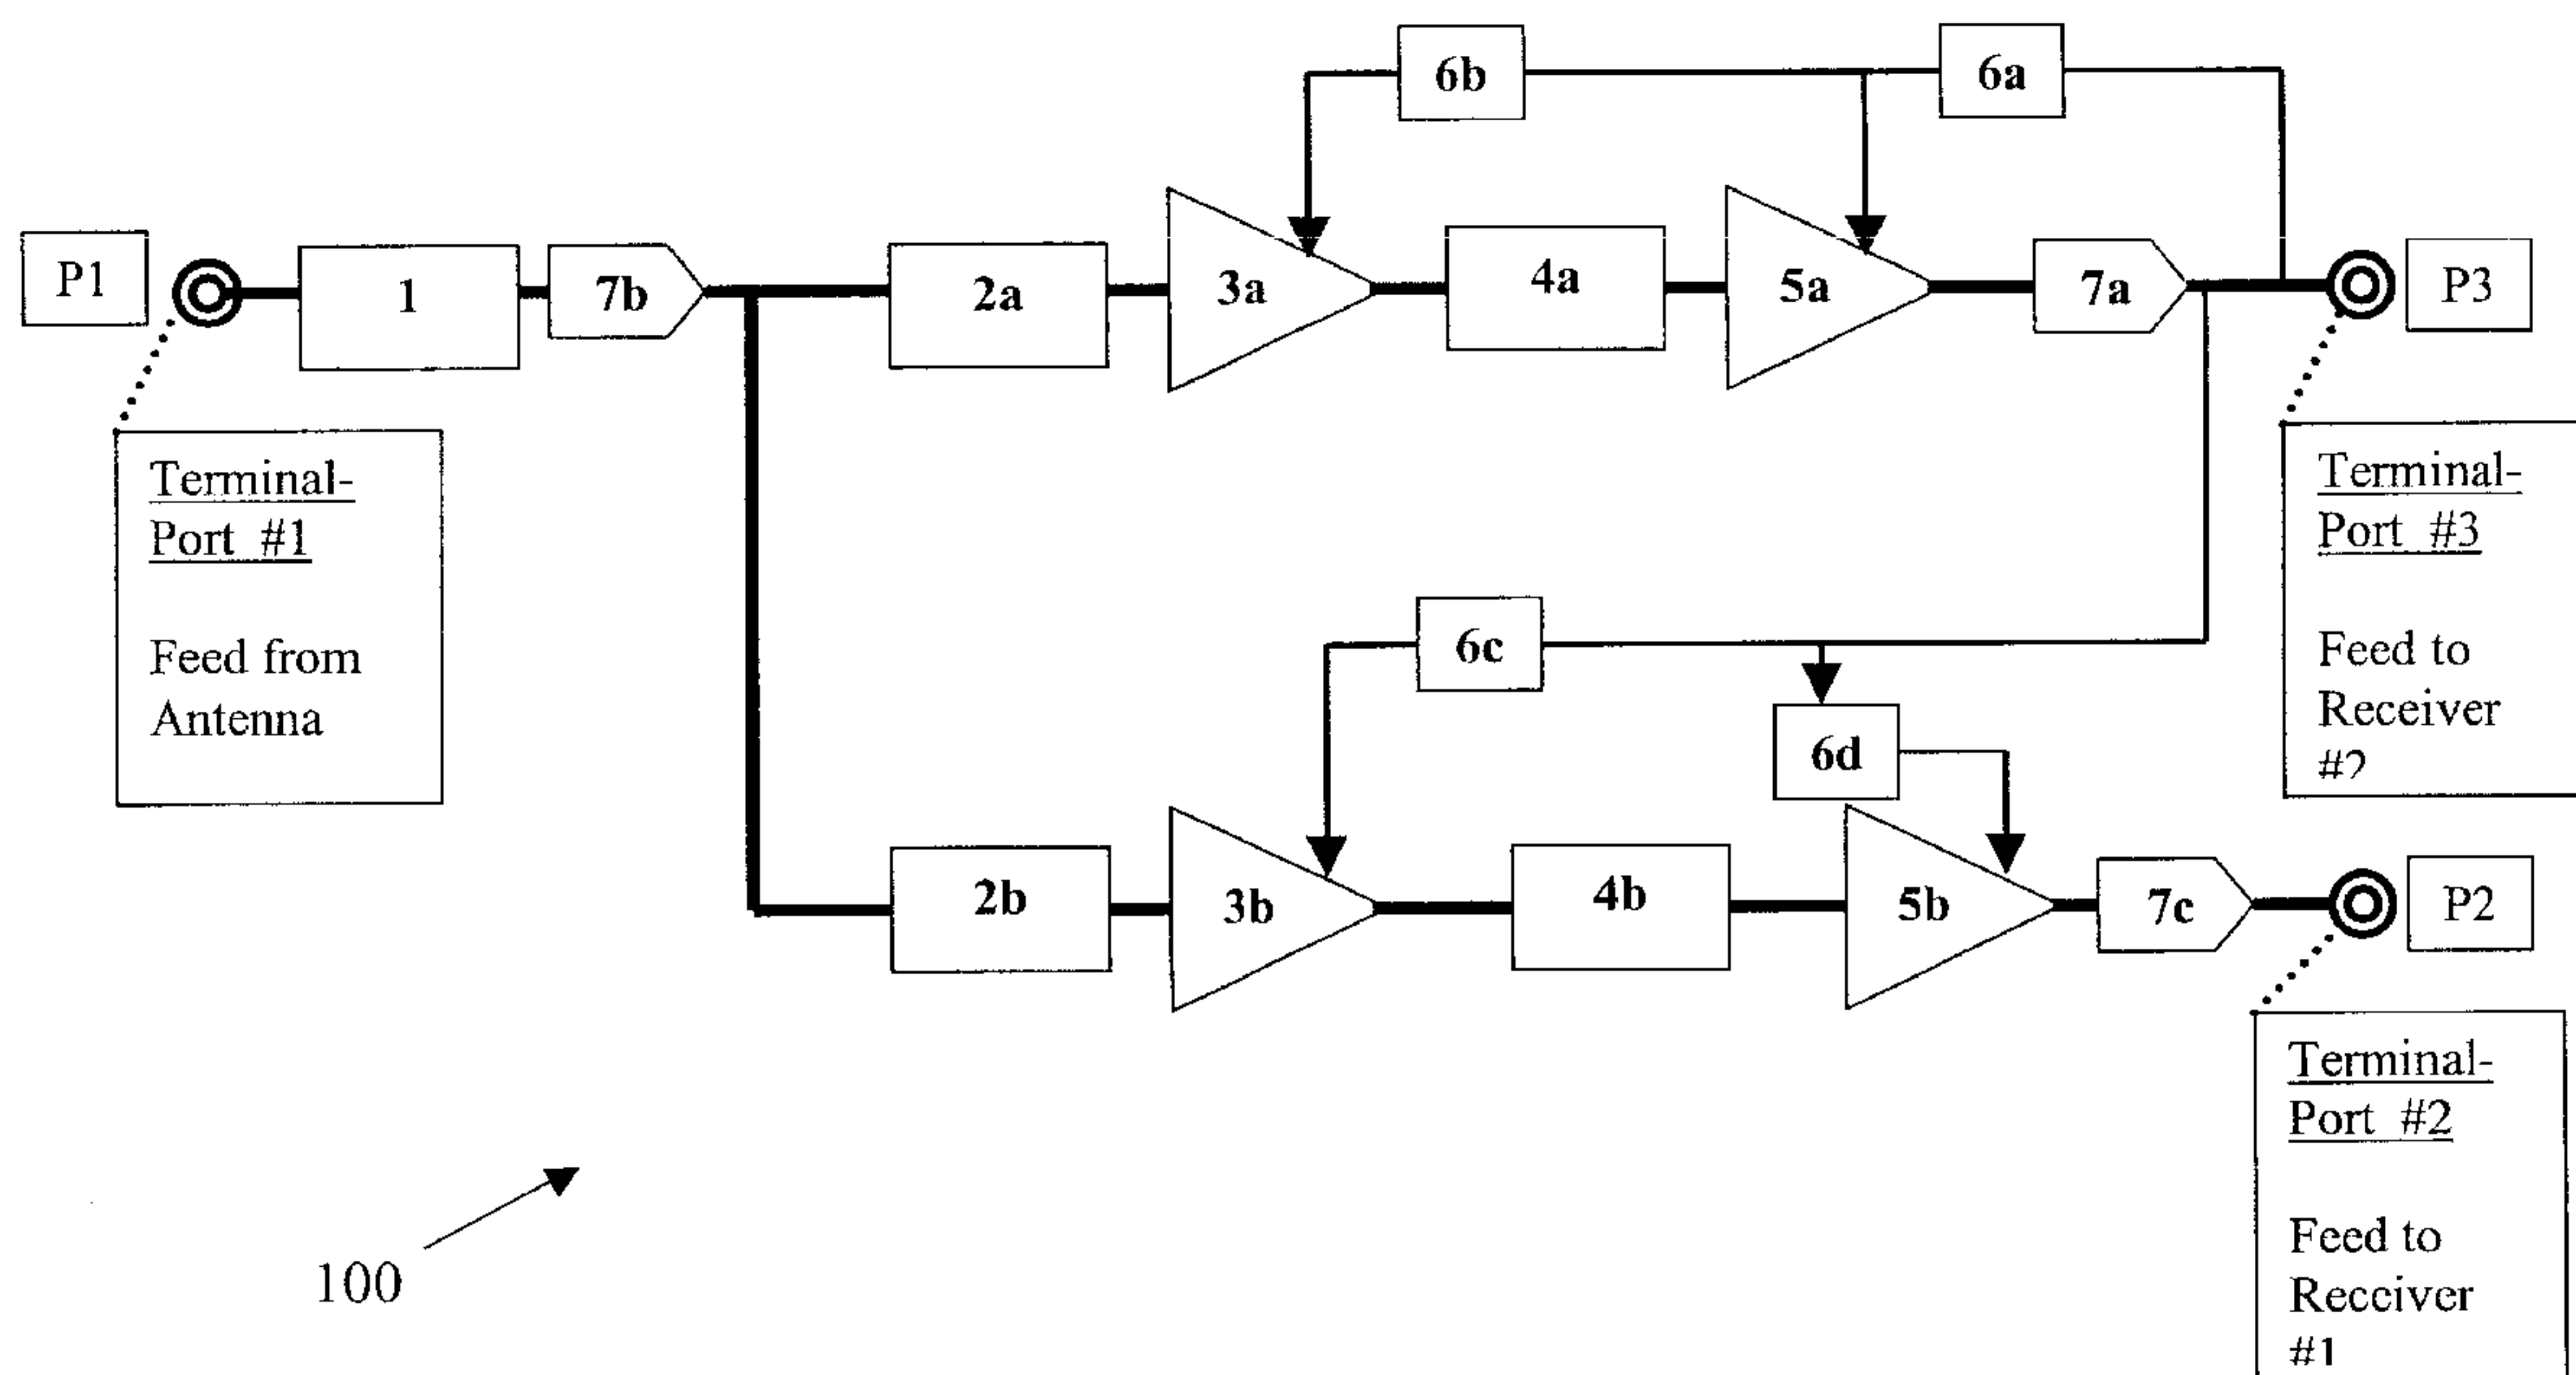 6b
6a
P1
1
7b
2a
3a
4a
5a
7a
P3
Terminal-
Port #1
Feed from
Antenna
Terminal-
Port #3
Feed to
Receiver
#2
6c
6d
2b
3b
4b
5b
7c
P2
Terminal-
Port #2
Feed to
Receiver
#1
100